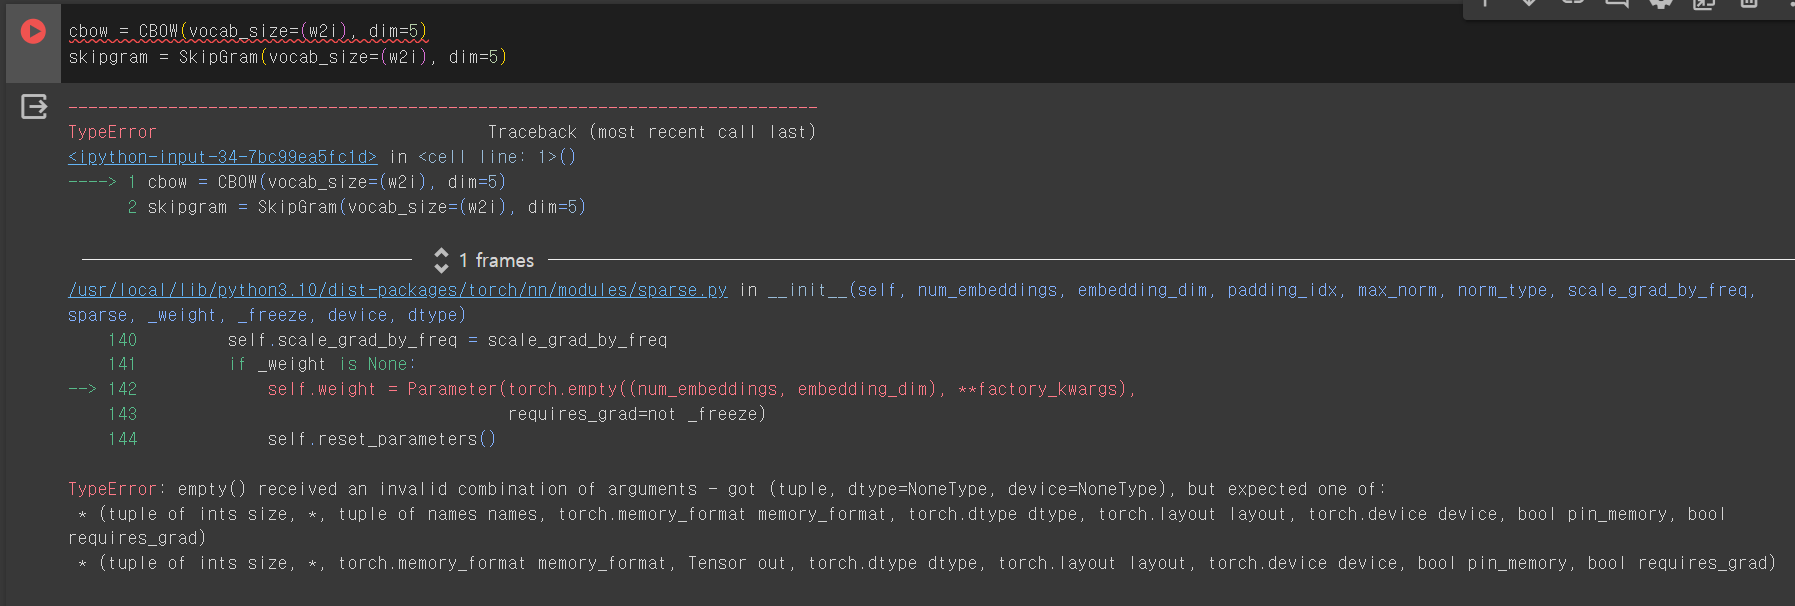 cbow = CBOW(vocab_size=(w2i), dim=5)
skipgram = SkipGram(vocab_size=(w2i), dim=5)
---------------------------------------------------------------------------
TypeError                                 Traceback (most recent call last)
<ipython-input-34-7bc99ea5fc1d> in <cell line: 1>()
----> 1 cbow = CBOW(vocab_size=(w2i), dim=5)
      2 skipgram = SkipGram(vocab_size=(w2i), dim=5)
1 frames
/usr/local/lib/python3.10/dist-packages/torch/nn/modules/sparse.py in __init__(self, num_embeddings, embedding_dim, padding_idx, max_norm, norm_type, scale_grad_by_freq,
sparse, _weight, _freeze, device, dtype)
    140         self.scale_grad_by_freq = scale_grad_by_freq
    141         if _weight is None:
--> 142             self.weight = Parameter(torch.empty((num_embeddings, embedding_dim), **factory_kwargs),
    143                                     requires_grad=not _freeze)
    144             self.reset_parameters()
TypeError: empty() received an invalid combination of arguments - got (tuple, dtype=NoneType, device=NoneType), but expected one of:
 * (tuple of ints size, *, tuple of names names, torch.memory_format memory_format, torch.dtype dtype, torch.layout layout, torch.device device, bool pin_memory, bool
requires_grad)
 * (tuple of ints size, *, torch.memory_format memory_format, Tensor out, torch.dtype dtype, torch.layout layout, torch.device device, bool pin_memory, bool requires_grad)